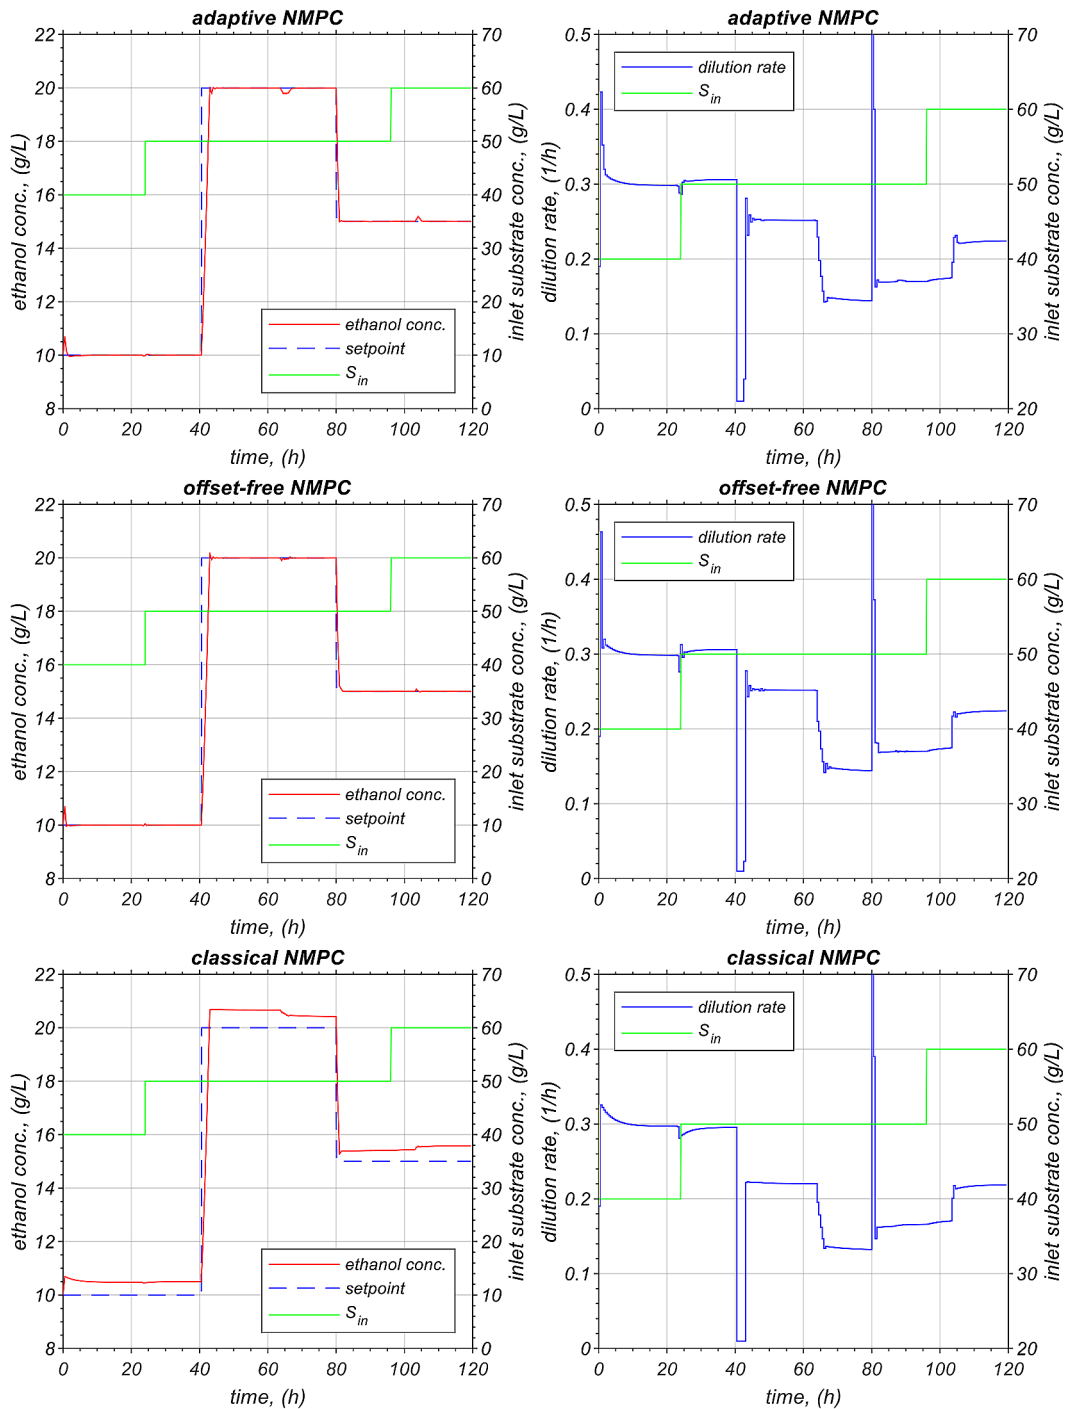 adaptive NMPC
22
20
18
16
14
12
10
8
ethanol conc., (g/L)
70
60
50
40
30
20
10
0
inlet substrate conc., (g/L)
ethanol conc.
setpoint
S_in
0 20 40 60 80 100 120
time, (h)
adaptive NMPC
0.5
0.4
0.3
0.2
0.1
0
dilution rate, (1/h)
70
60
50
40
30
20
inlet substrate conc., (g/L)
dilution rate
S_in
0 20 40 60 80 100 120
time, (h)
offset-free NMPC
22
20
18
16
14
12
10
8
ethanol conc., (g/L)
70
60
50
40
30
20
10
0
inlet substrate conc., (g/L)
ethanol conc.
setpoint
S_in
0 20 40 60 80 100 120
time, (h)
offset-free NMPC
0.5
0.4
0.3
0.2
0.1
0
dilution rate, (1/h)
70
60
50
40
30
20
inlet substrate conc., (g/L)
dilution rate
S_in
0 20 40 60 80 100 120
time, (h)
classical NMPC
22
20
18
16
14
12
10
8
ethanol conc., (g/L)
70
60
50
40
30
20
10
0
inlet substrate conc., (g/L)
ethanol conc.
setpoint
S_in
0 20 40 60 80 100 120
time, (h)
classical NMPC
0.5
0.4
0.3
0.2
0.1
0
dilution rate, (1/h)
70
60
50
40
30
20
inlet substrate conc., (g/L)
dilution rate
S_in
0 20 40 60 80 100 120
time, (h)